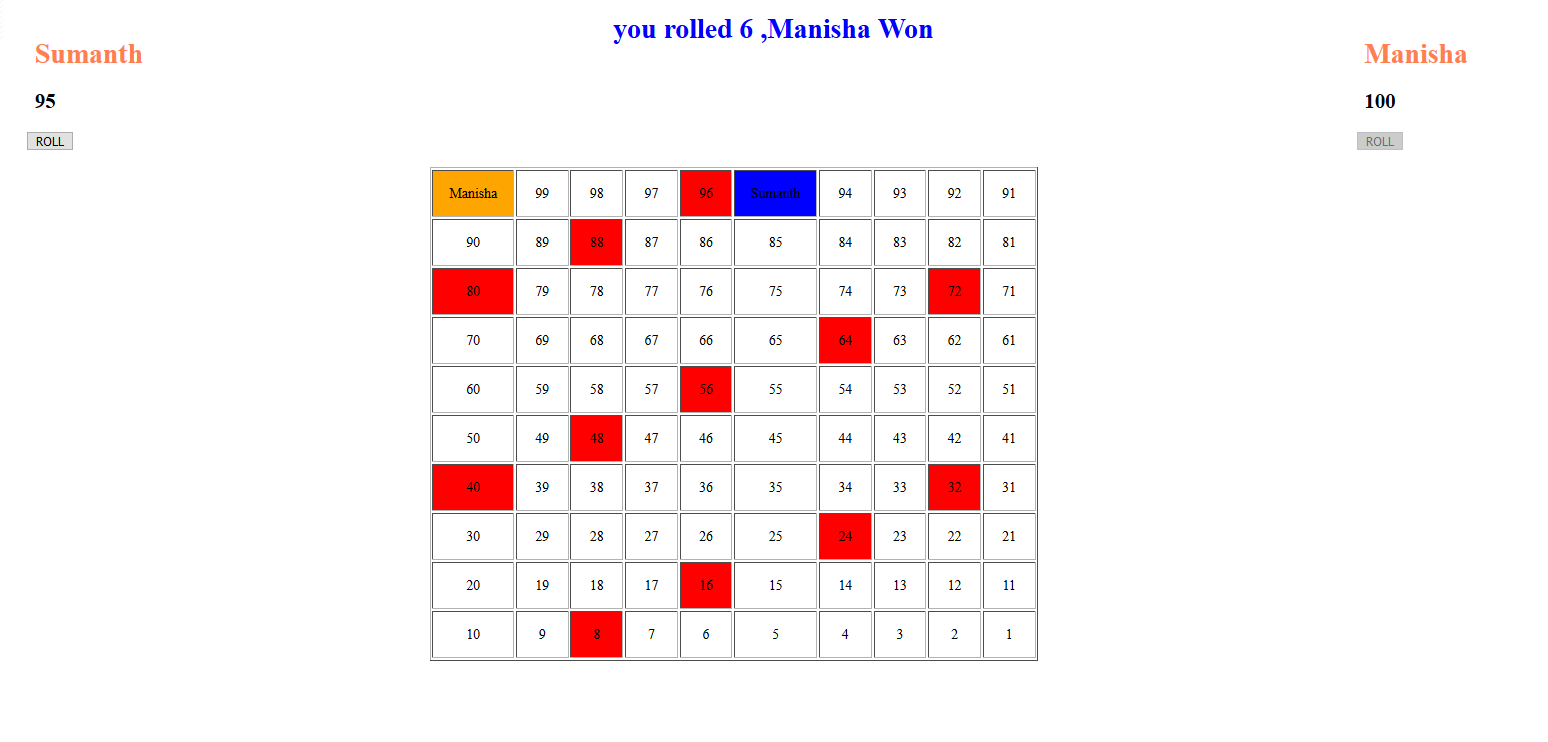 you rolled 6 ,Manisha Won
Sumanth
Manisha
95
100
ROLL
ROLL
Manisha 99 98 97 96 Sumanth 94 93 92 91
90 89 88 87 86 85 84 83 82 81
80 79 78 77 76 75 74 73 72 71
70 69 68 67 66 65 64 63 62 61
60 59 58 57 56 55 54 53 52 51
50 49 48 47 46 45 44 43 42 41
40 39 38 37 36 35 34 33 32 31
30 29 28 27 26 25 24 23 22 21
20 19 18 17 16 15 14 13 12 11
10 9 8 7 6 5 4 3 2 1